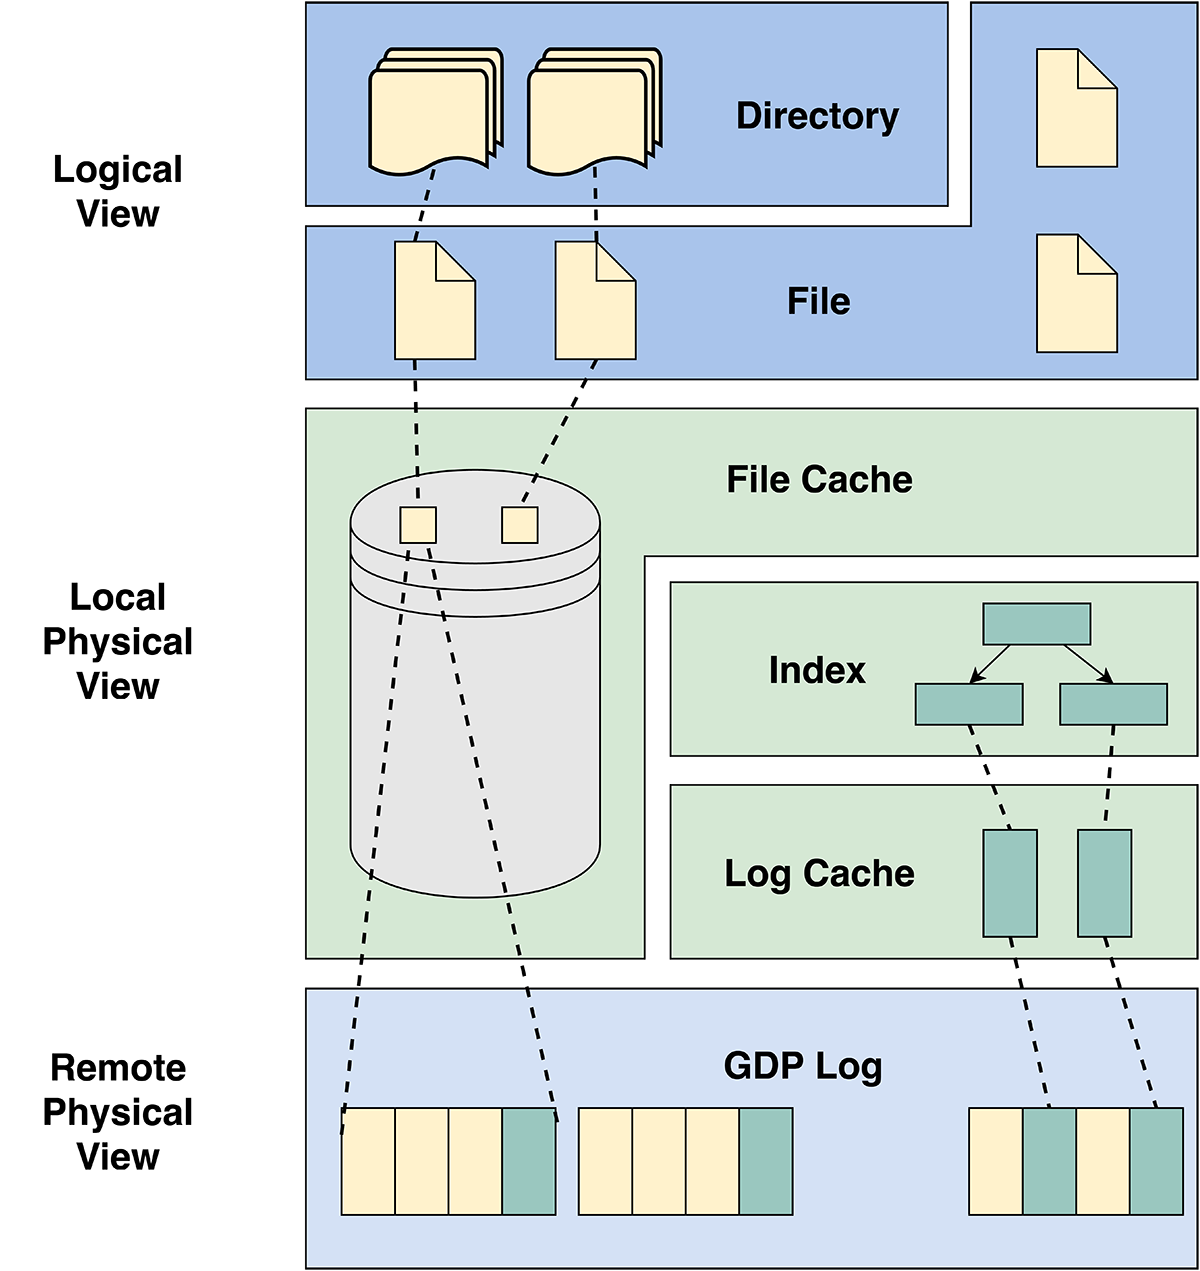 Directory
Logical
View
File
File Cache
Local
Physical
View
Index
Log Cache
Remote
Physical
View
GDP Log